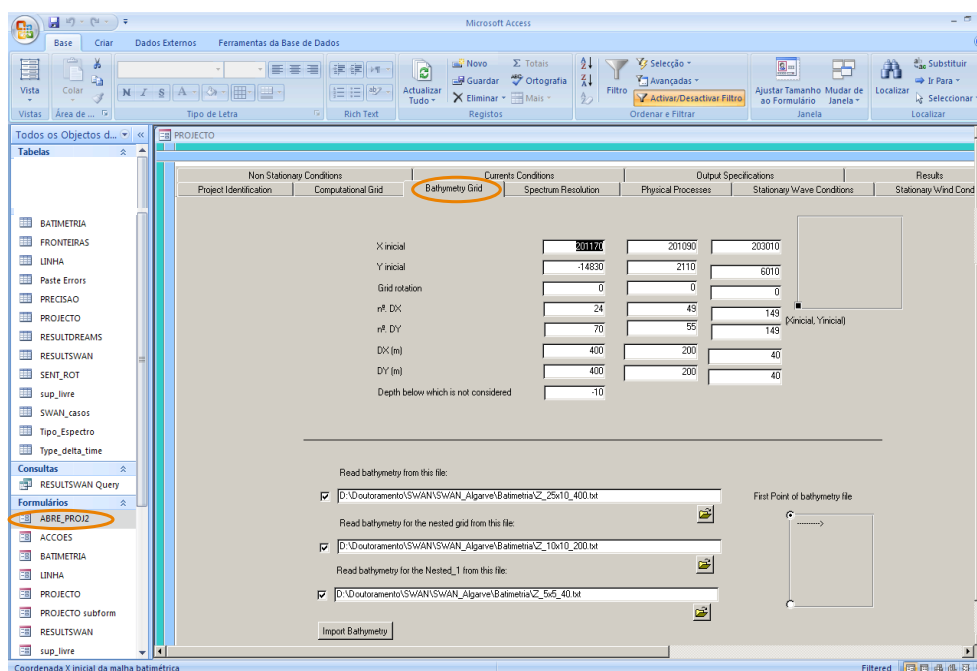 Microsoft Access
Base Criar Dados Externos Ferramentas da Base de Dados
Vista
Colar
N I S A
Actualizar Tudo
Novo
Guardar
Eliminar
Totais
Ortografia
Mais
Filtro
Selecção
Avançadas
Activar/Desactivar Filtro
Ajustar Tamanho ao Formulário
Mudar de Janela
Localizar
Substituir
Ir Para
Seleccionar
Vistas Área de ... Tipo de Letra Rich Text Registos Ordenar e Filtrar Janela Localizar
Todos os Objectos d... «
PROJECTO
Tabelas
BATIMETRIA
FRONTEIRAS
LINHA
Paste Errors
PRECISAO
PROJECTO
RESULTDREAMS
RESULTSWAN
SENT_ROT
sup_livre
SWAN_casos
Tipo_Espectro
Type_delta_time
Consultas
RESULTSWAN Query
Formulários
ABRE_PROJ2
ACCOES
BATIMETRIA
LINHA
PROJECTO
PROJECTO subform
RESULTSWAN
sup_livre
Non Stationary Conditions Currents Conditions Output Specifications Results
Project Identification Computational Grid Bathymetry Grid Spectrum Resolution Physical Processes Stationary Wave Conditions Stationary Wind Cond
X inicial 201170 201090 203010
Y inicial -14830 2110 6010
Grid rotation 0 0 0
nº. DX 24 49 149
nº. DY 70 55 149
DX (m) 400 200 40
DY (m) 400 200 40
Depth below which is not considered -10
(Xinicial, Yinicial)
Read bathymetry from this file:
D:\Doutoramento\SWAN\SWAN_Algarve\Batimetria\Z_25x10_400.txt
Read bathymetry for the nested grid from this file:
D:\Doutoramento\SWAN\SWAN_Algarve\Batimetria\Z_10x10_200.txt
Read bathymetry for the Nested_1 from this file:
D:\Doutoramento\SWAN\SWAN_Algarve\Batimetria\Z_5x5_40.txt
First Point of bathymetry file
---------->
Import Bathymetry
Coordenada X inicial da malha batimétrica Filtered